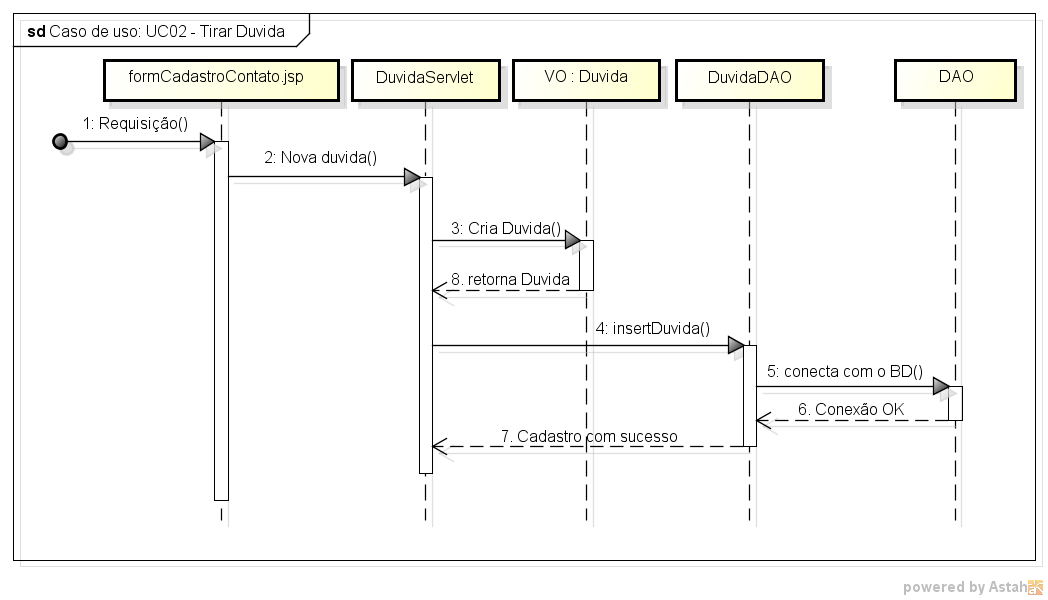 sd Caso de uso: UC02 - Tirar Duvida
formCadastroContato.jsp
DuvidaServlet
VO : Duvida
DuvidaDAO
DAO
1: Requisição()
2: Nova duvida()
3: Cria Duvida()
8. retorna Duvida
4: insertDuvida()
5: conecta com o BD()
6. Conexão OK
7. Cadastro com sucesso
powered by Astah